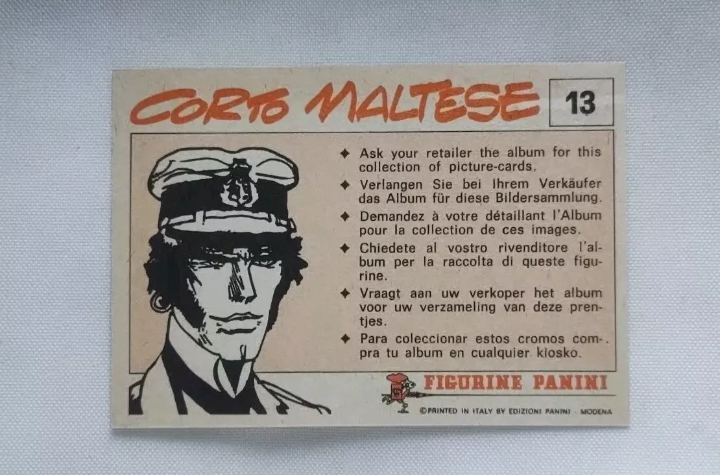 CORTO MALTESE 13
✦ Ask your retailer the album for this
collection of picture-cards.
✦ Verlangen Sie bei Ihrem Verkäufer
das Album für diese Bildersammlung.
✦ Demandez à votre détaillant l'Album
pour la collection de ces images.
✦ Chiedete al vostro rivenditore l'al-
bum per la raccolta di queste figu-
rine.
✦ Vraagt aan uw verkoper het album
voor uw verzameling van deze pren-
tjes.
✦ Para coleccionar estos cromos com-
pra tu album en cualquier kiosko.
FIGURINE PANINI
©PRINTED IN ITALY BY EDIZIONI PANINI - MODENA